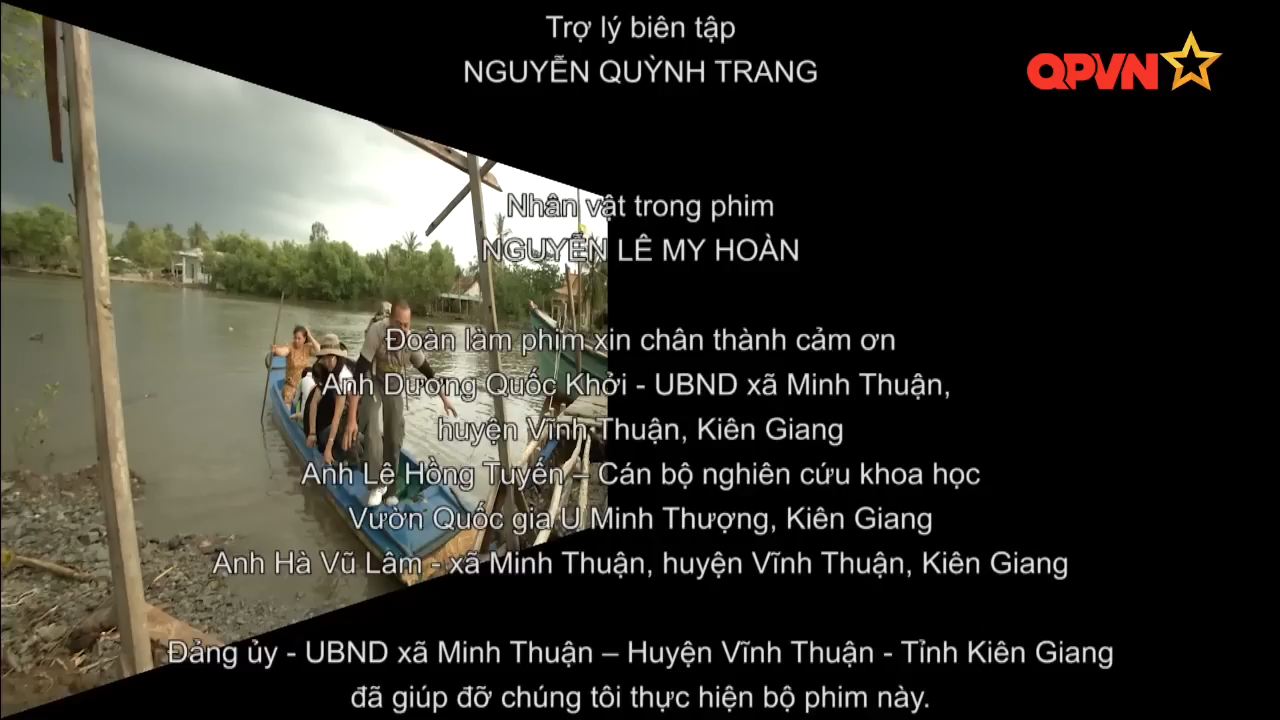 Trợ lý biên tập
NGUYỄN QUỲNH TRANG
QPVN
Nhân vật trong phim
NGUYỄN LÊ MY HOÀN
Đoàn làm phim xin chân thành cảm ơn
Anh Dương Quốc Khởi - UBND xã Minh Thuận,
huyện Vĩnh Thuận, Kiên Giang
Anh Lê Hồng Tuyến – Cán bộ nghiên cứu khoa học
Vườn Quốc gia U Minh Thượng, Kiên Giang
Anh Hà Vũ Lâm - xã Minh Thuận, huyện Vĩnh Thuận, Kiên Giang
Đảng ủy - UBND xã Minh Thuận – Huyện Vĩnh Thuận - Tỉnh Kiên Giang
đã giúp đỡ chúng tôi thực hiện bộ phim này.